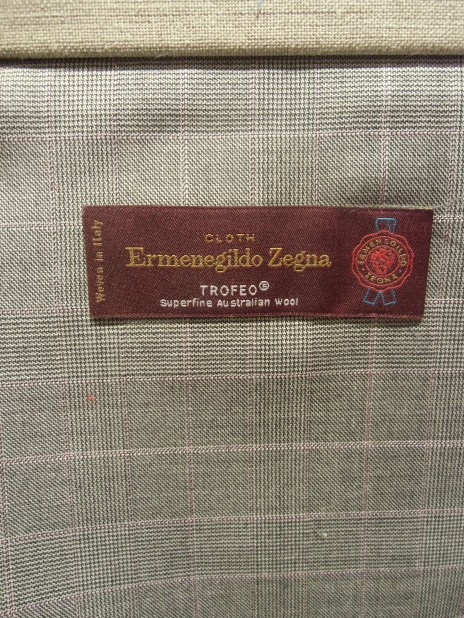 Woven in Italy
CLOTH
Ermenegildo Zegna
TROFEO®
Superfine Australian Wool
ERMENEGILDO
ZEGNA